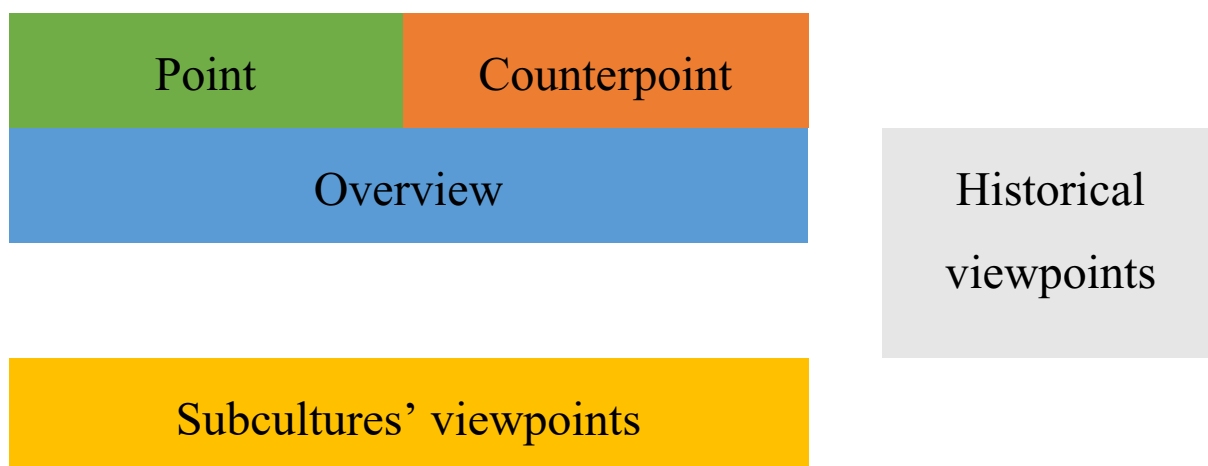 Point
Counterpoint
Overview
Historical
viewpoints
Subcultures’ viewpoints